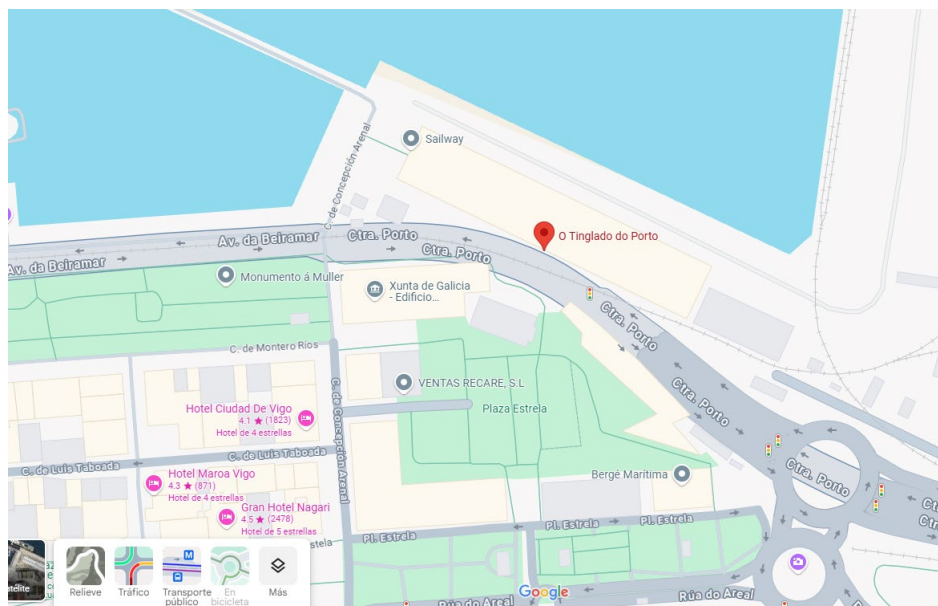 Sailway
C. de Concepción Arenal
O Tinglado do Porto
Av. da Beiramar
Ctra. Porto
Ctra. Porto
Av. da Beiramar
Monumento á Muller
Xunta de Galicia
- Edificio...
Ctra. Porto
C. de Montero Ríos
VENTAS RECARE, S.L
Plaza Estrela
Ctra. Porto
Hotel Ciudad De Vigo
4.1 ★ (1823)
Hotel de 4 estrellas
C. de Concepción Arenal
C. de Luis Taboada
C. de Luis Taboada
Hotel Maroa Vigo
4.3 ★ (871)
Hotel de 4 estrellas
Bergé Marítima
Ctra. Porto
Gran Hotel Nagari
4.5 ★ (2478)
Hotel de 5 estrellas
Pl. Estrela
Pl. Estrela
Pl. Estrela
Relieve
Tráfico
Transporte
público
En
bicicleta
Más
Google
Rúa do Areal
Rúa do Areal